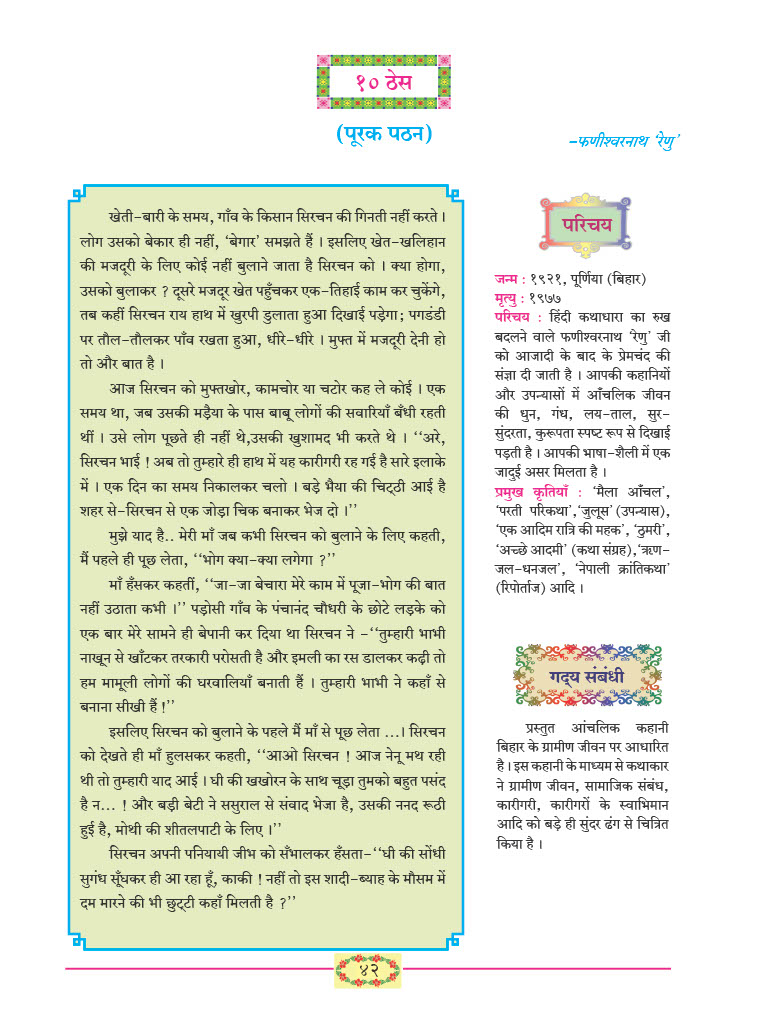 १० ठेस
(पूरक पठन)
-फणीश्वरनाथ ‘रेणु’
खेती-बारी के समय, गाँव के किसान सिरचन की गिनती नहीं करते ।
लोग उसको बेकार ही नहीं, ‘बेगार’ समझते हैं । इसलिए खेत-खलिहान
की मजदूरी के लिए कोई नहीं बुलाने जाता है सिरचन को । क्या होगा,
उसको बुलाकर ? दूसरे मजदूर खेत पहुँचकर एक-तिहाई काम कर चुकेंगे,
तब कहीं सिरचन राय हाथ में खुरपी डुलाता हुआ दिखाई पड़ेगा; पगडंडी
पर तौल-तौलकर पाँव रखता हुआ, धीरे-धीरे । मुफ्त में मजदूरी देनी हो
तो और बात है ।
आज सिरचन को मुफ्तखोर, कामचोर या चटोर कह ले कोई । एक
समय था, जब उसकी मड़ैया के पास बाबू लोगों की सवारियाँ बँधी रहती
थीं । उसे लोग पूछते ही नहीं थे,उसकी खुशामद भी करते थे । ‘‘अरे,
सिरचन भाई ! अब तो तुम्हारे ही हाथ में यह कारीगरी रह गई है सारे इलाके
में । एक दिन का समय निकालकर चलो । बड़े भैया की चिट्ठी आई है
शहर से-सिरचन से एक जोड़ा चिक बनाकर भेज दो ।’’
मुझे याद है.. मेरी माँ जब कभी सिरचन को बुलाने के लिए कहती,
मैं पहले ही पूछ लेता, ‘‘भोग क्या-क्या लगेगा ?’’
माँ हँसकर कहतीं, ‘‘जा-जा बेचारा मेरे काम में पूजा-भोग की बात
नहीं उठाता कभी ।’’ पड़ोसी गाँव के पंचानंद चौधरी के छोटे लड़के को
एक बार मेरे सामने ही बेपानी कर दिया था सिरचन ने -‘‘तुम्हारी भाभी
नाखून से खाँटकर तरकारी परोसती है और इमली का रस डालकर कढ़ी तो
हम मामूली लोगों की घरवालियाँ बनाती हैं । तुम्हारी भाभी ने कहाँ से
बनाना सीखी हैं !’’
इसलिए सिरचन को बुलाने के पहले मैं माँ से पूछ लेता ...। सिरचन
को देखते ही माँ हुलसकर कहती, ‘‘आओ सिरचन ! आज नेनू मथ रही
थी तो तुम्हारी याद आई । घी की खखोरन के साथ चूड़ा तुमको बहुत पसंद
है न... ! और बड़ी बेटी ने ससुराल से संवाद भेजा है, उसकी ननद रूठी
हुई है, मोथी की शीतलपाटी के लिए ।’’
सिरचन अपनी पनियायी जीभ को सँभालकर हँसता-‘‘घी की सोंधी
सुगंध सूँघकर ही आ रहा हूँ, काकी ! नहीं तो इस शादी-ब्याह के मौसम में
दम मारने की भी छुट्टी कहाँ मिलती है ?’’
परिचय
जन्म : १९२१, पूर्णिया (बिहार)
मृत्यु : १९७७
परिचय : हिंदी कथाधारा का रुख
बदलने वाले फणीश्वरनाथ ‘रेणु’ जी
को आजादी के बाद के प्रेमचंद की
संज्ञा दी जाती है । आपकी कहानियों
और उपन्यासों में आँचलिक जीवन
की धुन, गंध, लय-ताल, सुर-
सुंदरता, कुरूपता स्पष्ट रूप से दिखाई
पड़ती है । आपकी भाषा-शैली में एक
जादुई असर मिलता है ।
प्रमुख कृतियाँ : ‘मैला आँचल’,
‘परती परिकथा’,‘जुलूस’ (उपन्यास),
‘एक आदिम रात्रि की महक’, ‘ठुमरी’,
‘अच्छे आदमी’ (कथा संग्रह),‘ऋण-
जल-धनजल’, ‘नेपाली क्रांतिकथा’
(रिपोर्ताज) आदि ।
गद्य संबंधी
प्रस्तुत आंचलिक कहानी
बिहार के ग्रामीण जीवन पर आधारित
है । इस कहानी के माध्यम से कथाकार
ने ग्रामीण जीवन, सामाजिक संबंध,
कारीगरी, कारीगरों के स्वाभिमान
आदि को बड़े ही सुंदर ढंग से चित्रित
किया है ।
४२